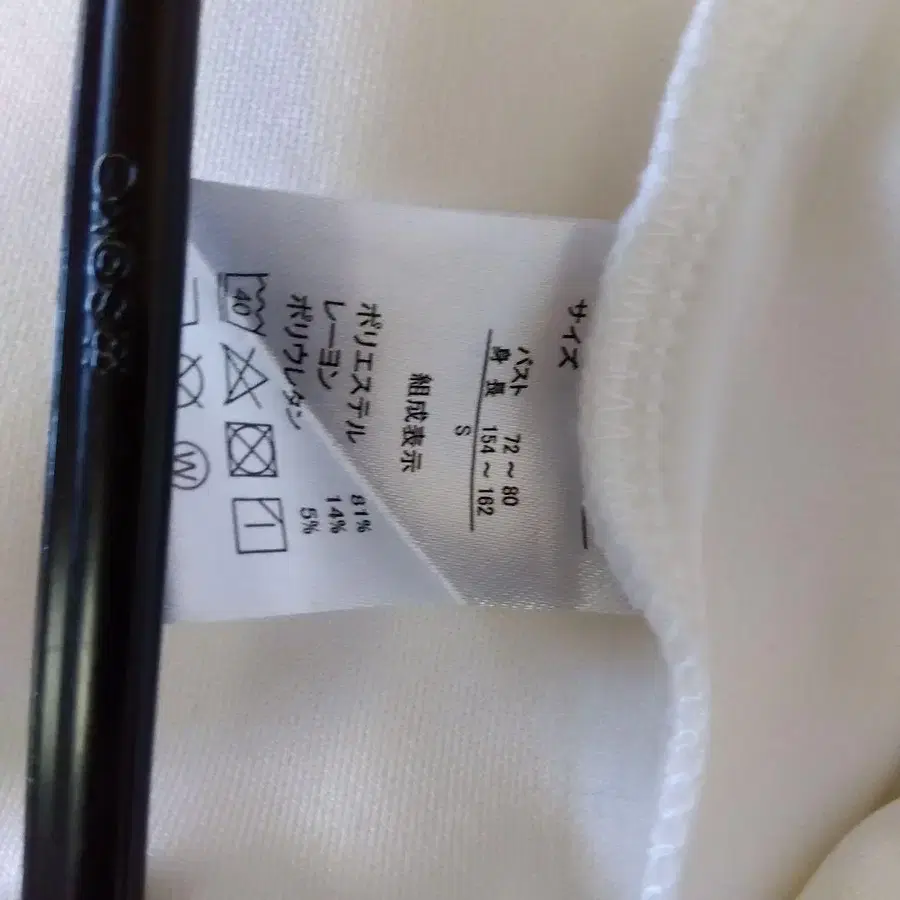 サイズ
バスト 72～80
身長 154～162
S
組成表示
ポリエステル 81%
レーヨン 14%
ポリウレタン 5%
40
W